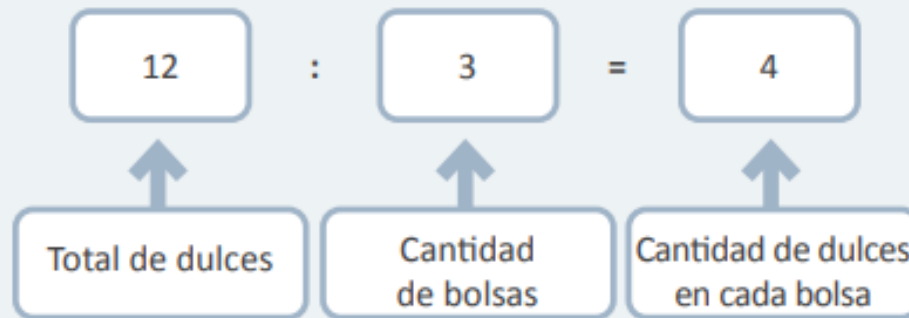 12 : 3 = 4
Total de dulces
Cantidad
de bolsas
Cantidad de dulces
en cada bolsa